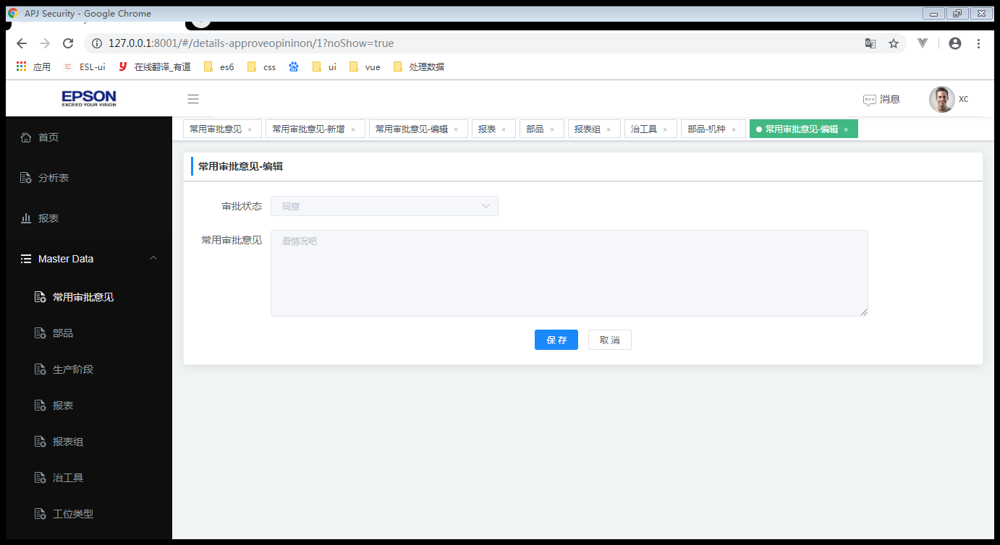 APJ Security - Google Chrome
127.0.0.1:8001/#/details-approveopininon/1?noShow=true
应用 ESL-ui 在线翻译_有道 es6 css ui vue 处理数据
EPSON
EXCEED YOUR VISION
消息 XC
常用审批意见 × 常用审批意见-新增 × 常用审批意见-编辑 × 报表 × 部品 × 报表组 × 治工具 × 部品-机种 × 常用审批意见-编辑 ×
首页
分析表
报表
Master Data
常用审批意见
部品
生产阶段
报表
报表组
治工具
工位类型
常用审批意见-编辑
审批状态 同意
常用审批意见 看情况吧
保存 取消